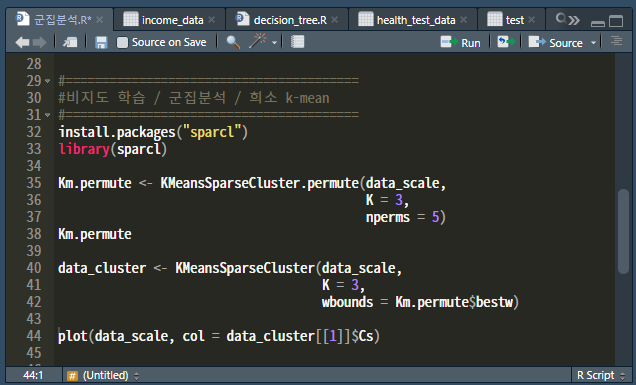 군집분석.R* income_data decision_tree.R health_test_data test
Source on Save Run Source
28
29 #=======================================
30 #비지도 학습 / 군집분석 / 희소 k-mean
31 #=======================================
32 install.packages("sparcl")
33 library(sparcl)
34
35 Km.permute <- KMeansSparseCluster.permute(data_scale,
36 K = 3,
37 nperms = 5)
38 Km.permute
39
40 data_cluster <- KMeansSparseCluster(data_scale,
41 K = 3,
42 wbounds = Km.permute$bestw)
43
44 plot(data_scale, col = data_cluster[[1]]$Cs)
45
44:1 # (Untitled) R Script